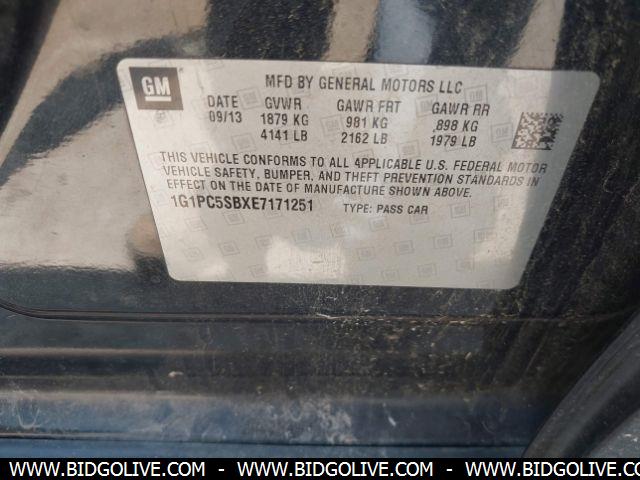 GM
MFD BY GENERAL MOTORS LLC
DATE GVWR GAWR FRT GAWR RR
09/13 1879 KG 981 KG 898 KG
4141 LB 2162 LB 1979 LB
THIS VEHICLE CONFORMS TO ALL APPLICABLE U.S. FEDERAL MOTOR
VEHICLE SAFETY, BUMPER, AND THEFT PREVENTION STANDARDS
IN EFFECT ON THE DATE OF MANUFACTURE SHOWN ABOVE.
1G1PC5SBXE7171251 TYPE: PASS CAR
WWW.BIDGOLIVE.COM - WWW.BIDGOLIVE.COM - WWW.BIDGOLIVE.COM